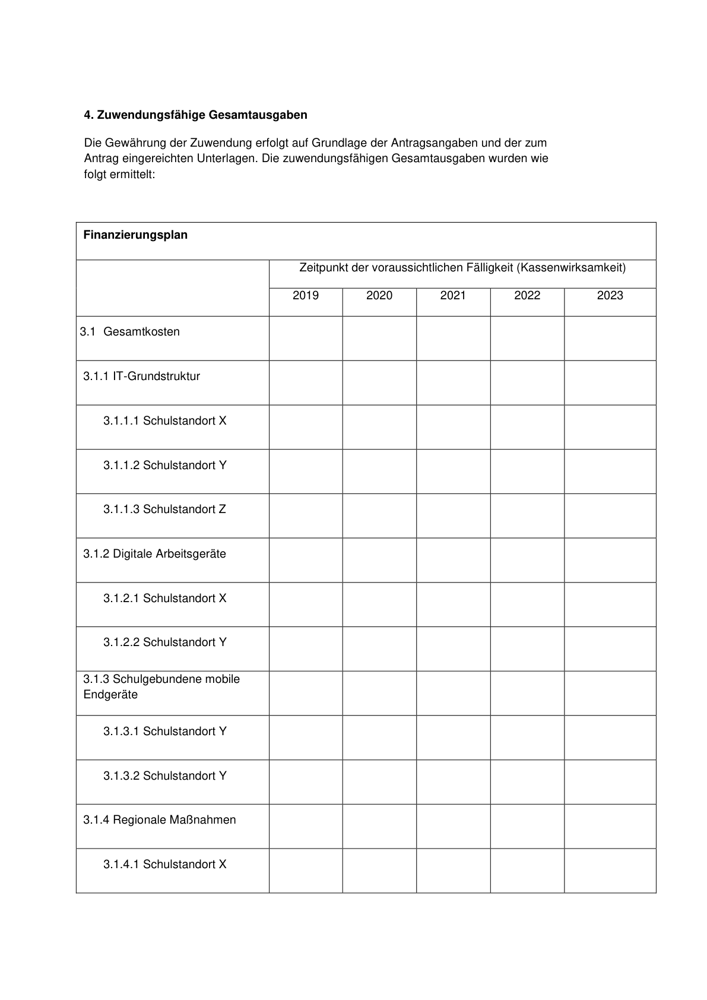 4. Zuwendungsfähige Gesamtausgaben
Die Gewährung der Zuwendung erfolgt auf Grundlage der Antragsangaben und der zum
Antrag eingereichten Unterlagen. Die zuwendungsfähigen Gesamtausgaben wurden wie
folgt ermittelt:
Finanzierungsplan
Zeitpunkt der voraussichtlichen Fälligkeit (Kassenwirksamkeit)
2019 2020 2021 2022 2023
3.1 Gesamtkosten
3.1.1 IT-Grundstruktur
3.1.1.1 Schulstandort X
3.1.1.2 Schulstandort Y
3.1.1.3 Schulstandort Z
3.1.2 Digitale Arbeitsgeräte
3.1.2.1 Schulstandort X
3.1.2.2 Schulstandort Y
3.1.3 Schulgebundene mobile
Endgeräte
3.1.3.1 Schulstandort Y
3.1.3.2 Schulstandort Y
3.1.4 Regionale Maßnahmen
3.1.4.1 Schulstandort X